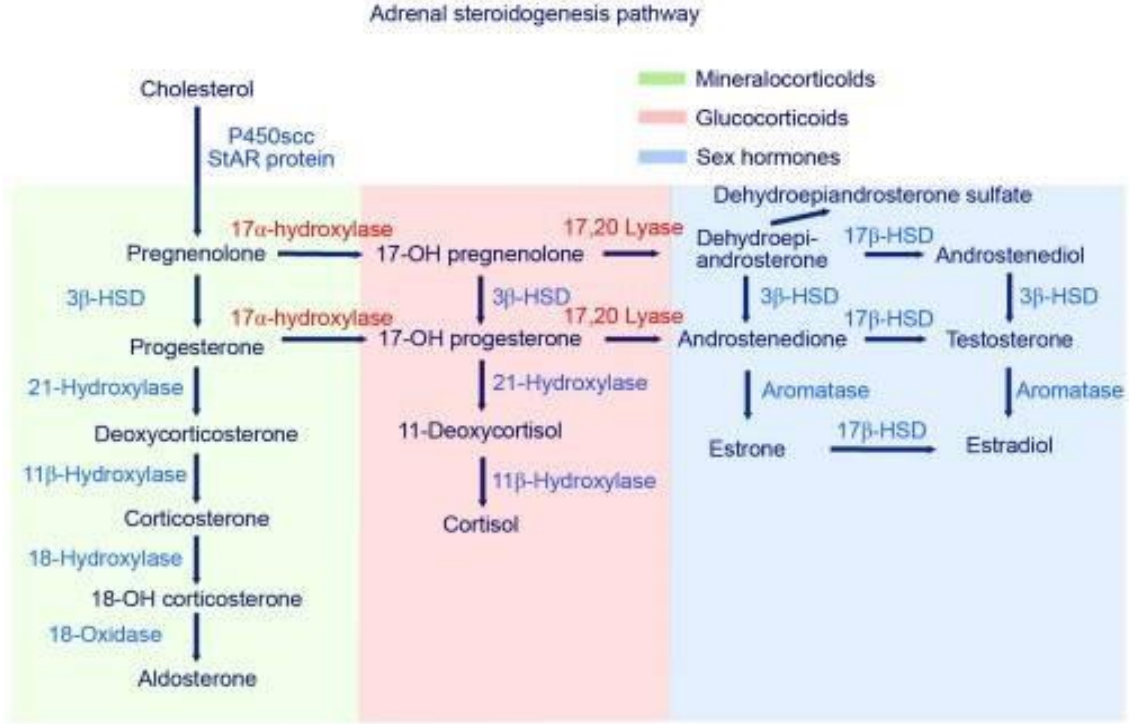 Adrenal steroidogenesis pathway
Cholesterol
Mineralocorticoids
Glucocorticoids
Sex hormones
P450scc
StAR protein
Dehydroepiandrosterone sulfate
17α-hydroxylase
17,20 Lyase
17β-HSD
Pregnenolone
17-OH pregnenolone
Dehydroepi-
androsterone
Androstenediol
3β-HSD
3β-HSD
3β-HSD
3β-HSD
17α-hydroxylase
17,20 Lyase
17β-HSD
Progesterone
17-OH progesterone
Androstenedione
Testosterone
21-Hydroxylase
21-Hydroxylase
Aromatase
Aromatase
Deoxycorticosterone
11-Deoxycortisol
Estrone
17β-HSD
Estradiol
11β-Hydroxylase
11β-Hydroxylase
Corticosterone
Cortisol
18-Hydroxylase
18-OH corticosterone
18-Oxidase
Aldosterone